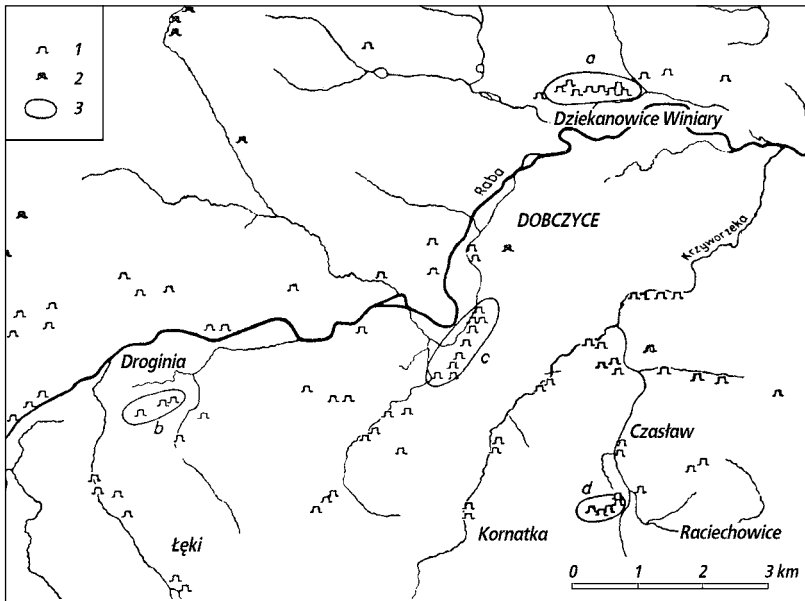 1
2
3
a
Dziekanowice Winiary
Raba
DOBCZYCE
Krzyworzeka
Droginia
c
b
Czasław
d
Łęki
Kornatka
Raciechowice
0 1 2 3 km